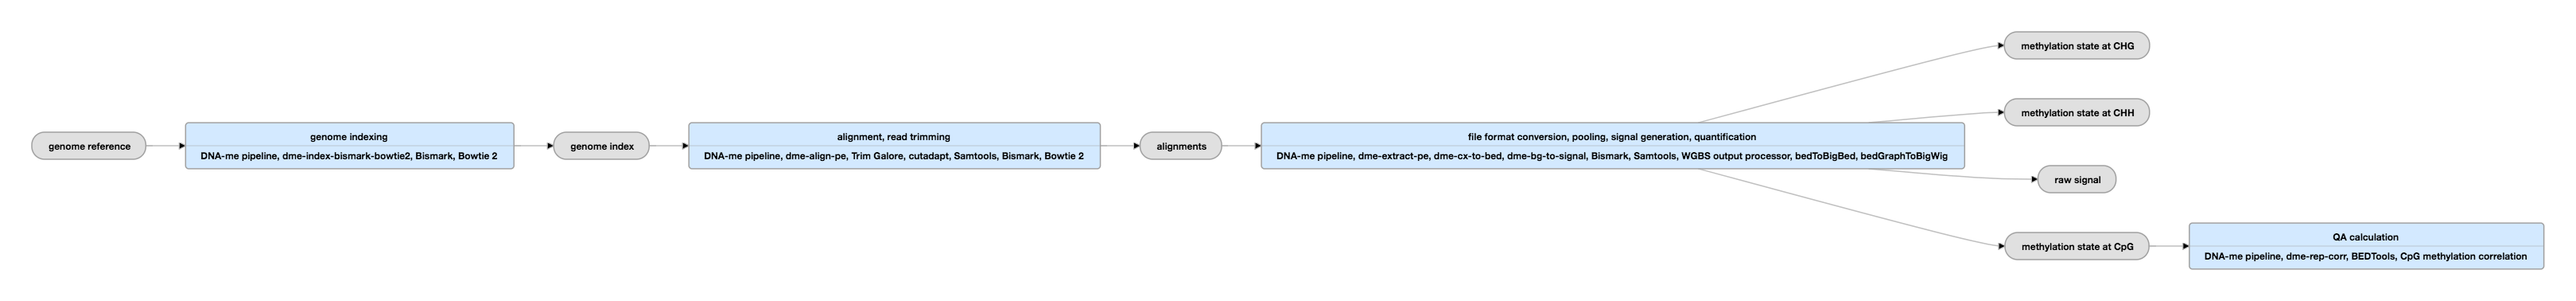 genome reference
genome indexing
DNA-me pipeline, dme-index-bismark-bowtie2, Bismark, Bowtie 2
genome index
alignment, read trimming
DNA-me pipeline, dme-align-pe, Trim Galore, cutadapt, Samtools, Bismark, Bowtie 2
alignments
file format conversion, pooling, signal generation, quantification
DNA-me pipeline, dme-extract-pe, dme-cx-to-bed, dme-bg-to-signal, Bismark, Samtools, WGBS output processor, bedToBigBed, bedGraphToBigWig
methylation state at CHG
methylation state at CHH
raw signal
methylation state at CpG
QA calculation
DNA-me pipeline, dme-rep-corr, BEDTools, CpG methylation correlation